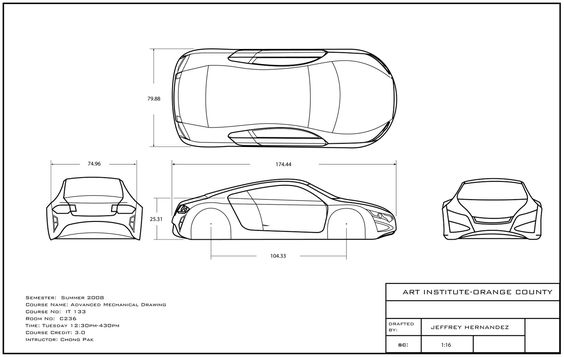 79.88
74.96
174.44
25.31
104.33
Semester: Summer 2008
Course Name: Advanced Mechanical Drawing
Course No: IT 133
Room No: C236
Time: Tuesday 12:30pm-430pm
Course Credit: 3.0
Intructor: Chong Pak
ART INSTITUTE-ORANGE COUNTY
DRAFTED BY:
JEFFREY HERNANDEZ
1:16